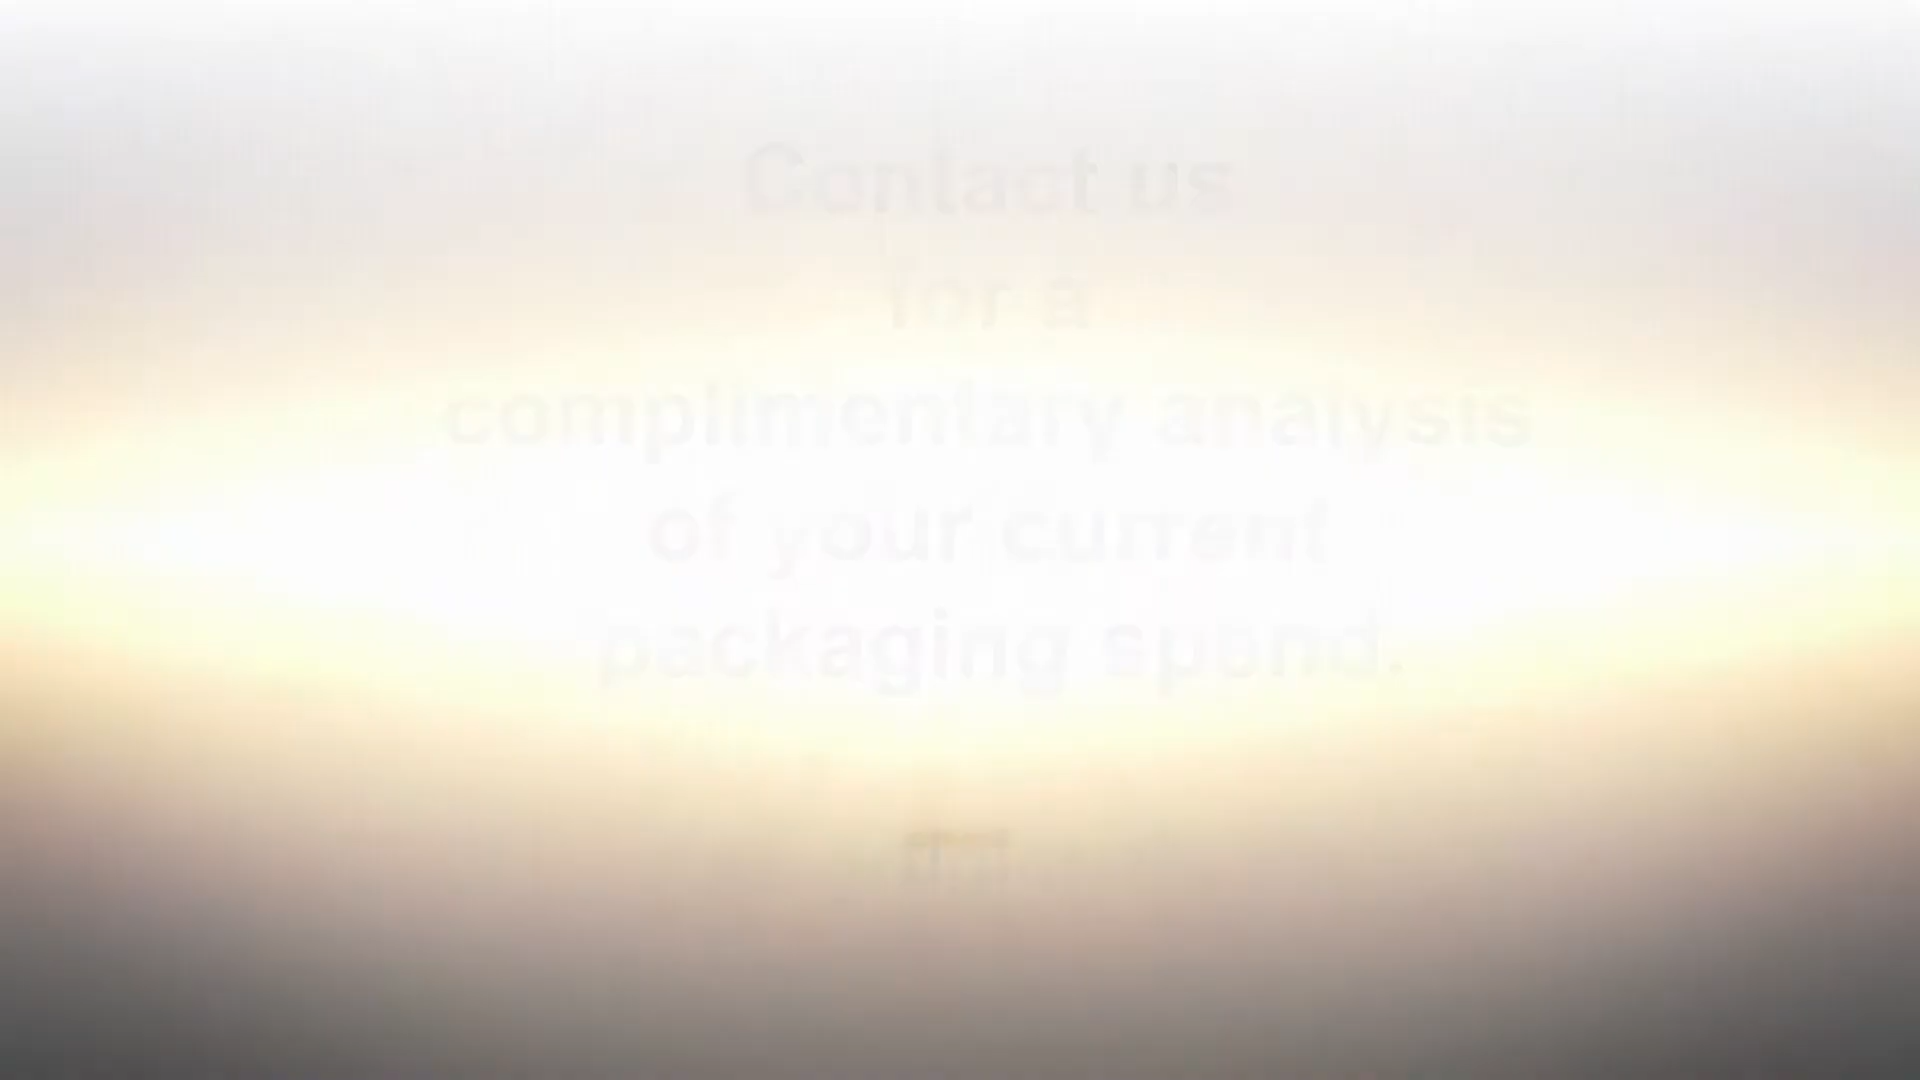 Contact us
for a
complimentary analysis
of your current
packaging spend.